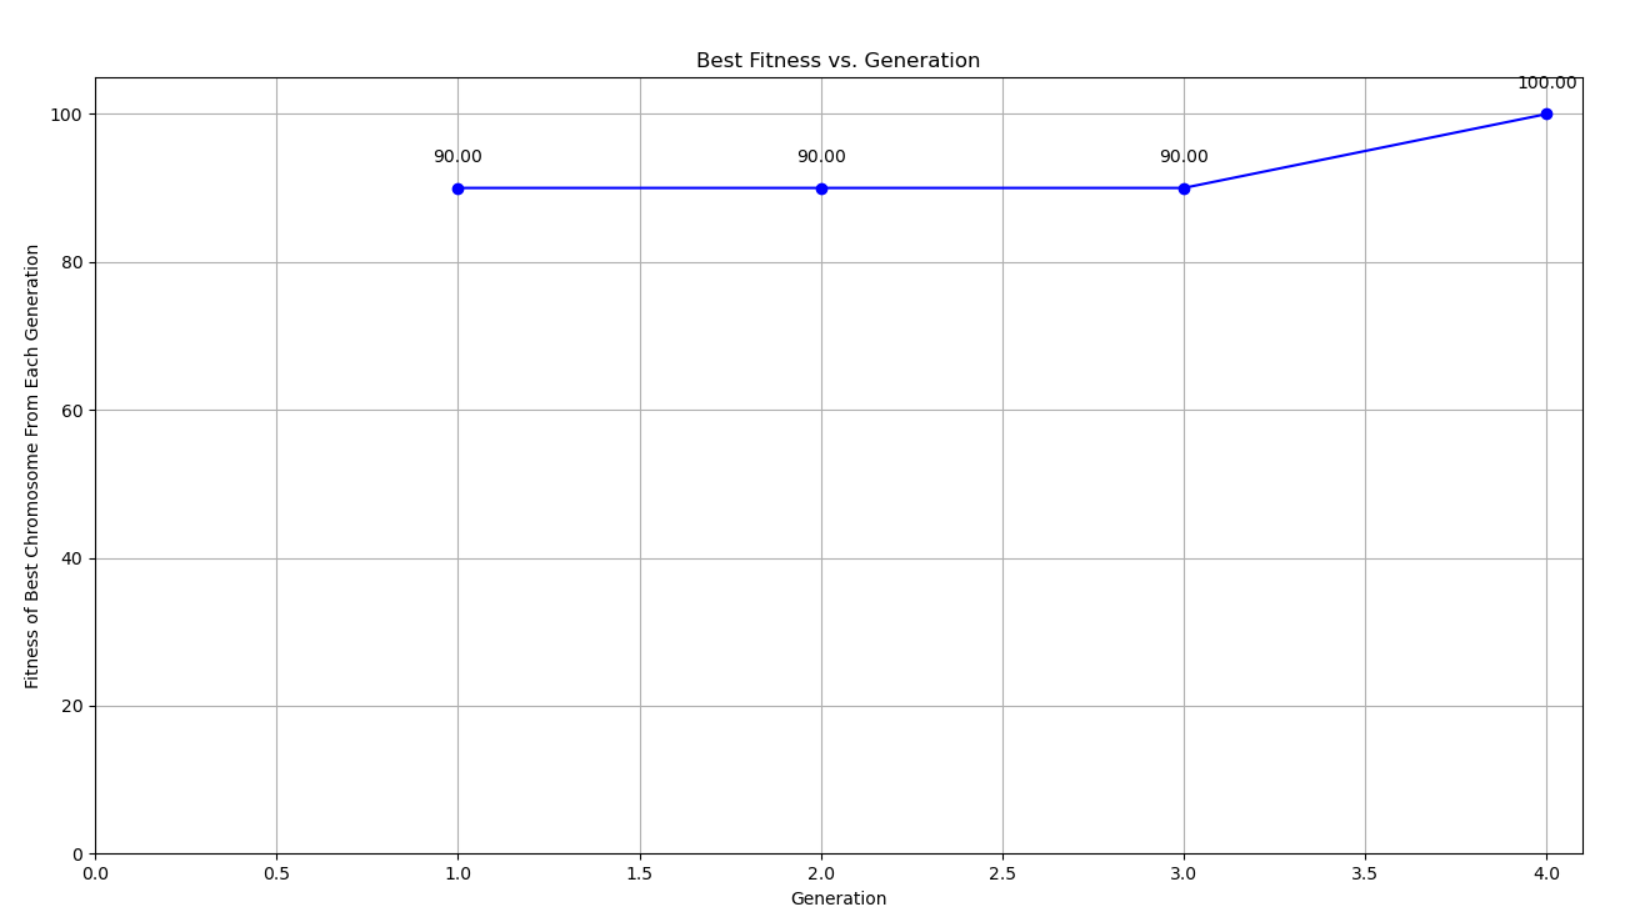 Best Fitness vs. Generation
100.00
100
90.00 90.00 90.00
80
Fitness of Best Chromosome From Each Generation
60
40
20
0
0.0 0.5 1.0 1.5 2.0 2.5 3.0 3.5 4.0
Generation